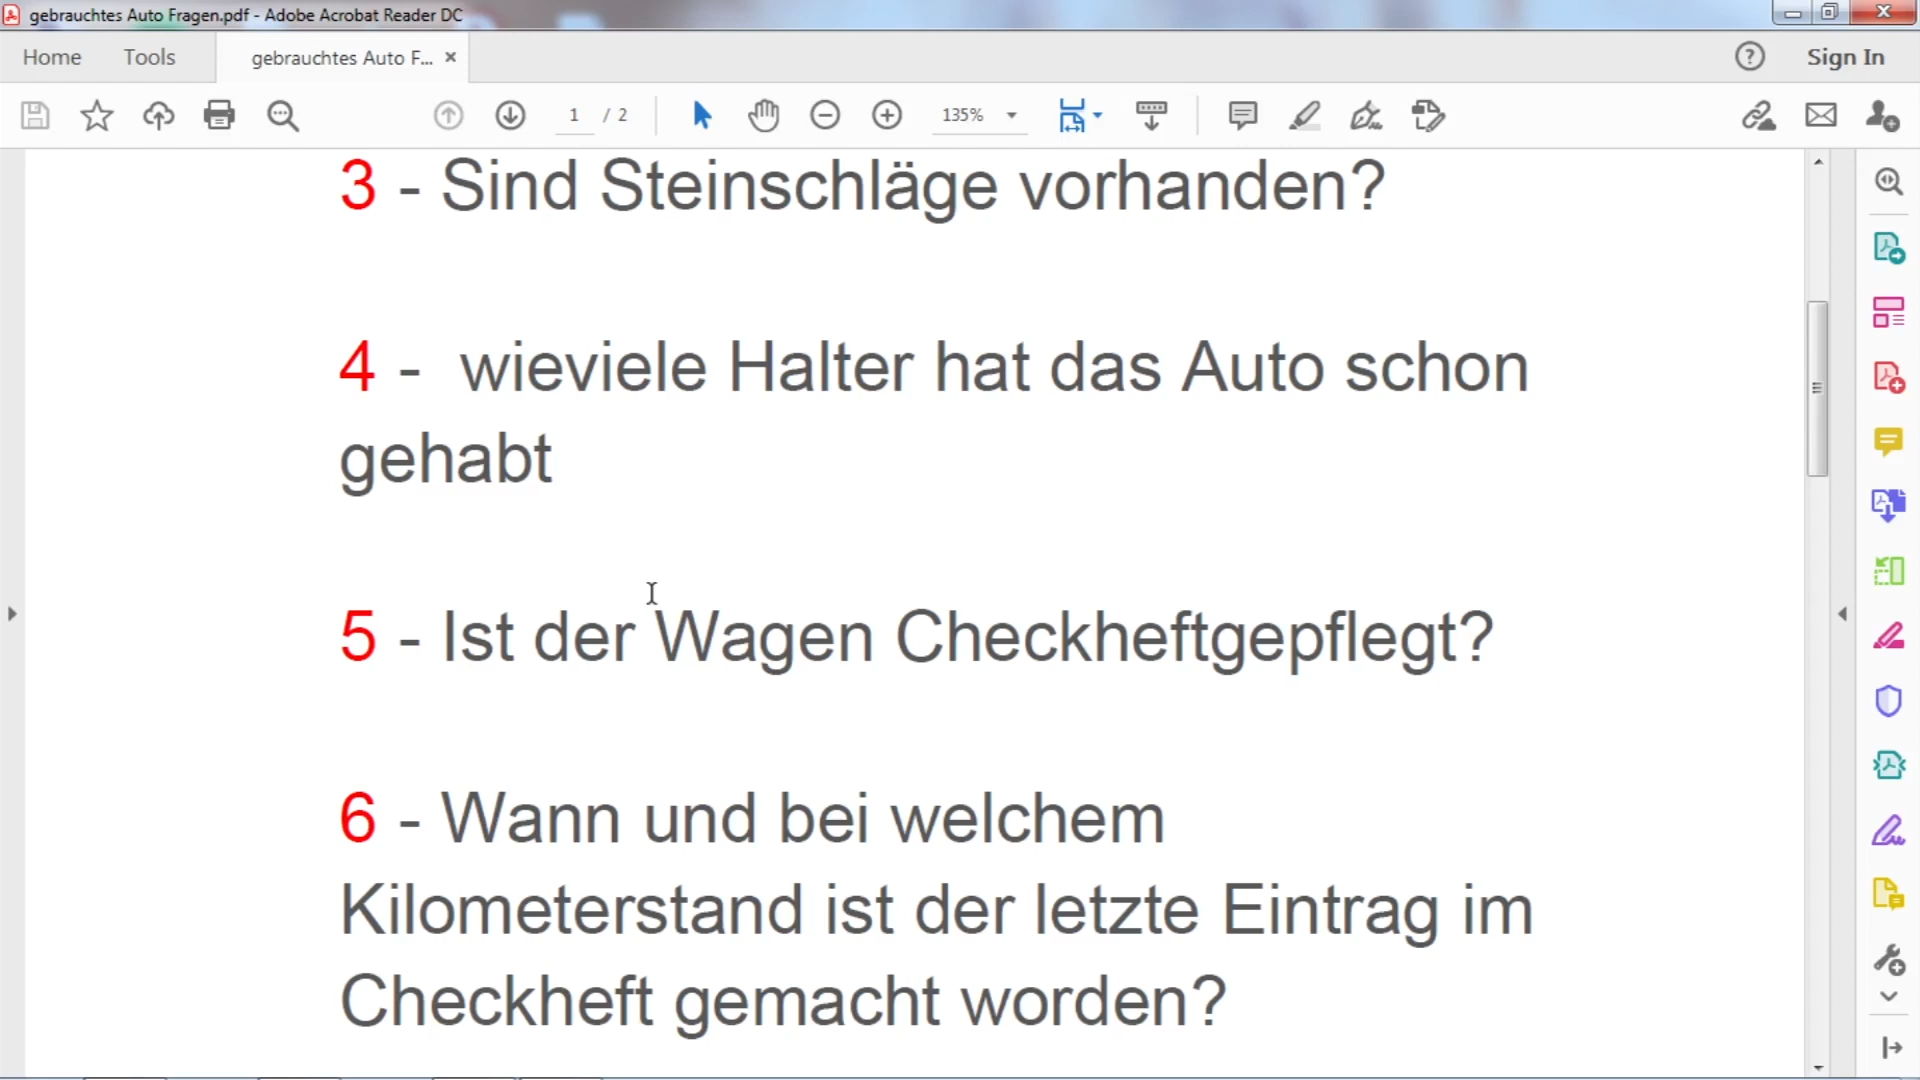 gebrauchtes Auto Fragen.pdf - Adobe Acrobat Reader DC
Home Tools gebrauchtes Auto F... Sign In
1 / 2 135%
3 - Sind Steinschläge vorhanden?
4 - wieviele Halter hat das Auto schon
gehabt
5 - Ist der Wagen Checkheftgepflegt?
6 - Wann und bei welchem
Kilometerstand ist der letzte Eintrag im
Checkheft gemacht worden?